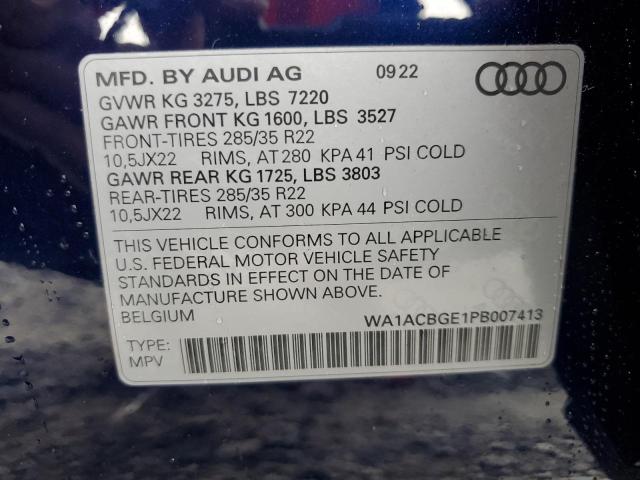 MFD. BY AUDI AG 09 22
GVWR KG 3275, LBS 7220
GAWR FRONT KG 1600, LBS 3527
FRONT-TIRES 285/35 R22
10,5JX22 RIMS, AT 280 KPA 41 PSI COLD
GAWR REAR KG 1725, LBS 3803
REAR-TIRES 285/35 R22
10,5JX22 RIMS, AT 300 KPA 44 PSI COLD
THIS VEHICLE CONFORMS TO ALL APPLICABLE
U.S. FEDERAL MOTOR VEHICLE SAFETY
STANDARDS IN EFFECT ON THE DATE OF
MANUFACTURE SHOWN ABOVE.
BELGIUM WA1ACBGE1PB007413
TYPE:
MPV